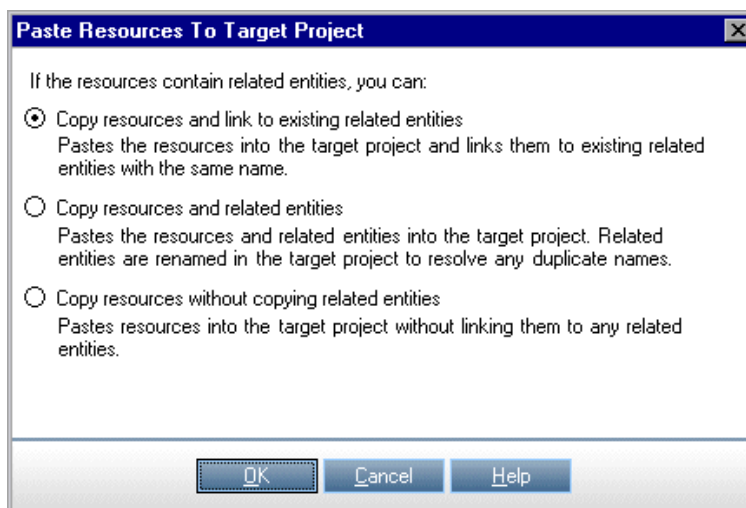 Paste Resources To Target Project
If the resources contain related entities, you can:
Copy resources and link to existing related entities
Pastes the resources into the target project and links them to existing related
entities with the same name.
Copy resources and related entities
Pastes the resources and related entities into the target project. Related
entities are renamed in the target project to resolve any duplicate names.
Copy resources without copying related entities
Pastes resources into the target project without linking them to any related
entities.
OK Cancel Help